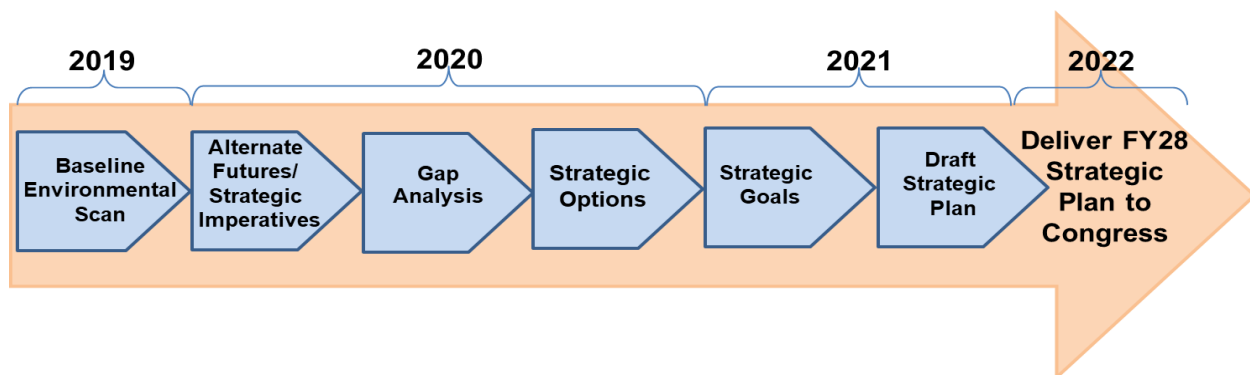 2019
2020
2021
2022
Baseline
Environmental
Scan
Alternate
Futures/
Strategic
Imperatives
Gap
Analysis
Strategic
Options
Strategic
Goals
Draft
Strategic
Plan
Deliver FY28
Strategic
Plan to
Congress